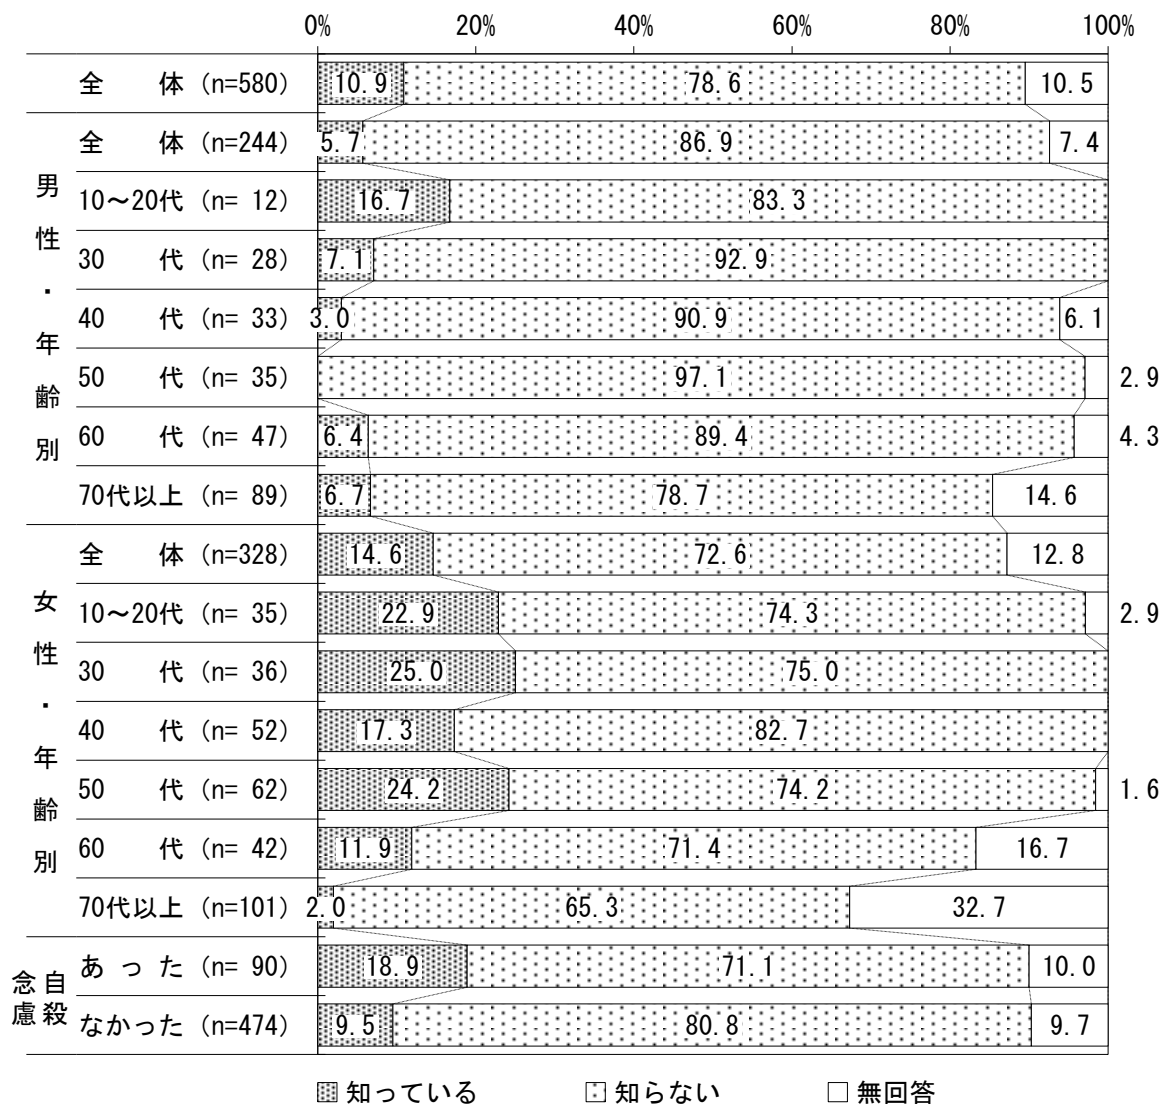 0% 20% 40% 60% 80% 100%
全 体 (n=580) 10.9 78.6 10.5
男性・年齢別
全 体 (n=244) 5.7 86.9 7.4
10～20代 (n= 12) 16.7 83.3
30 代 (n= 28) 7.1 92.9
40 代 (n= 33) 3.0 90.9 6.1
50 代 (n= 35) 97.1 2.9
60 代 (n= 47) 6.4 89.4 4.3
70代以上 (n= 89) 6.7 78.7 14.6
女性・年齢別
全 体 (n=328) 14.6 72.6 12.8
10～20代 (n= 35) 22.9 74.3 2.9
30 代 (n= 36) 25.0 75.0
40 代 (n= 52) 17.3 82.7
50 代 (n= 62) 24.2 74.2 1.6
60 代 (n= 42) 11.9 71.4 16.7
70代以上 (n=101) 2.0 65.3 32.7
自殺念慮
あった (n= 90) 18.9 71.1 10.0
なかった (n=474) 9.5 80.8 9.7
知っている 知らない 無回答